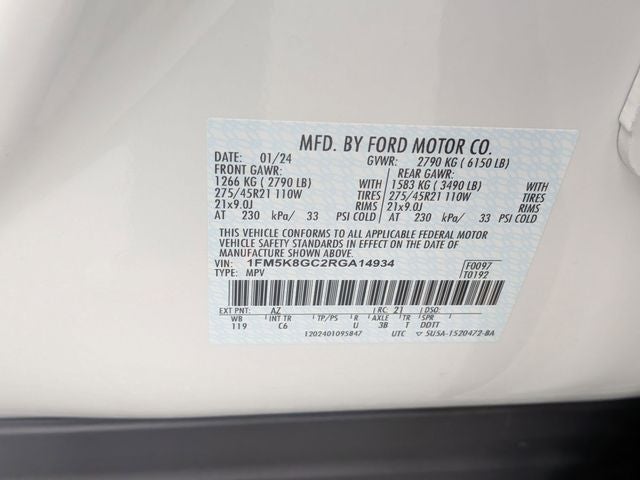 MFD. BY FORD MOTOR CO.
DATE: 01/24 GVWR: 2790 KG ( 6150 LB)
FRONT GAWR: REAR GAWR:
1266 KG ( 2790 LB) 1583 KG ( 3490 LB)
275/45R21 110W TIRES 275/45R21 110W TIRES
21x9.0J RIMS 21x9.0J RIMS
AT 230 kPa/ 33 PSI COLD AT 230 kPa/ 33 PSI COLD
THIS VEHICLE CONFORMS TO ALL APPLICABLE FEDERAL MOTOR
VEHICLE SAFETY STANDARDS IN EFFECT ON THE DATE OF
MANUFACTURE SHOWN ABOVE.
VIN: 1FM5K8GC2RGA14934 F0097
TYPE: MPV T0192
EXT PNT: AZ RC: 21 DSO:
WB INT TR TP/PS R AXLE TR SPR
119 C6 U 3B T DDTT
1202401095847 UTC 5U5A-1520472-BA